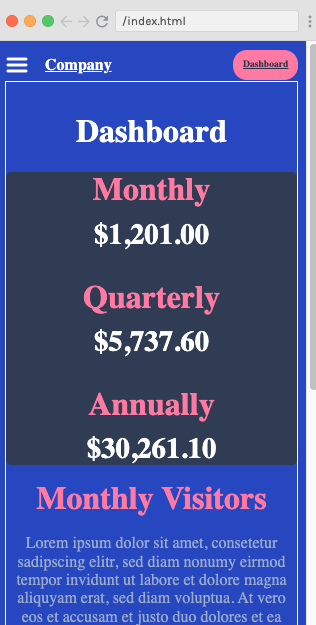 /index.html
Company
Dashboard
Dashboard
Monthly
$1,201.00
Quarterly
$5,737.60
Annually
$30,261.10
Monthly Visitors
Lorem ipsum dolor sit amet, consetetur
sadipscing elitr, sed diam nonumy eirmod
tempor invidunt ut labore et dolore magna
aliquyam erat, sed diam voluptua. At vero
eos et accusam et justo duo dolores et ea